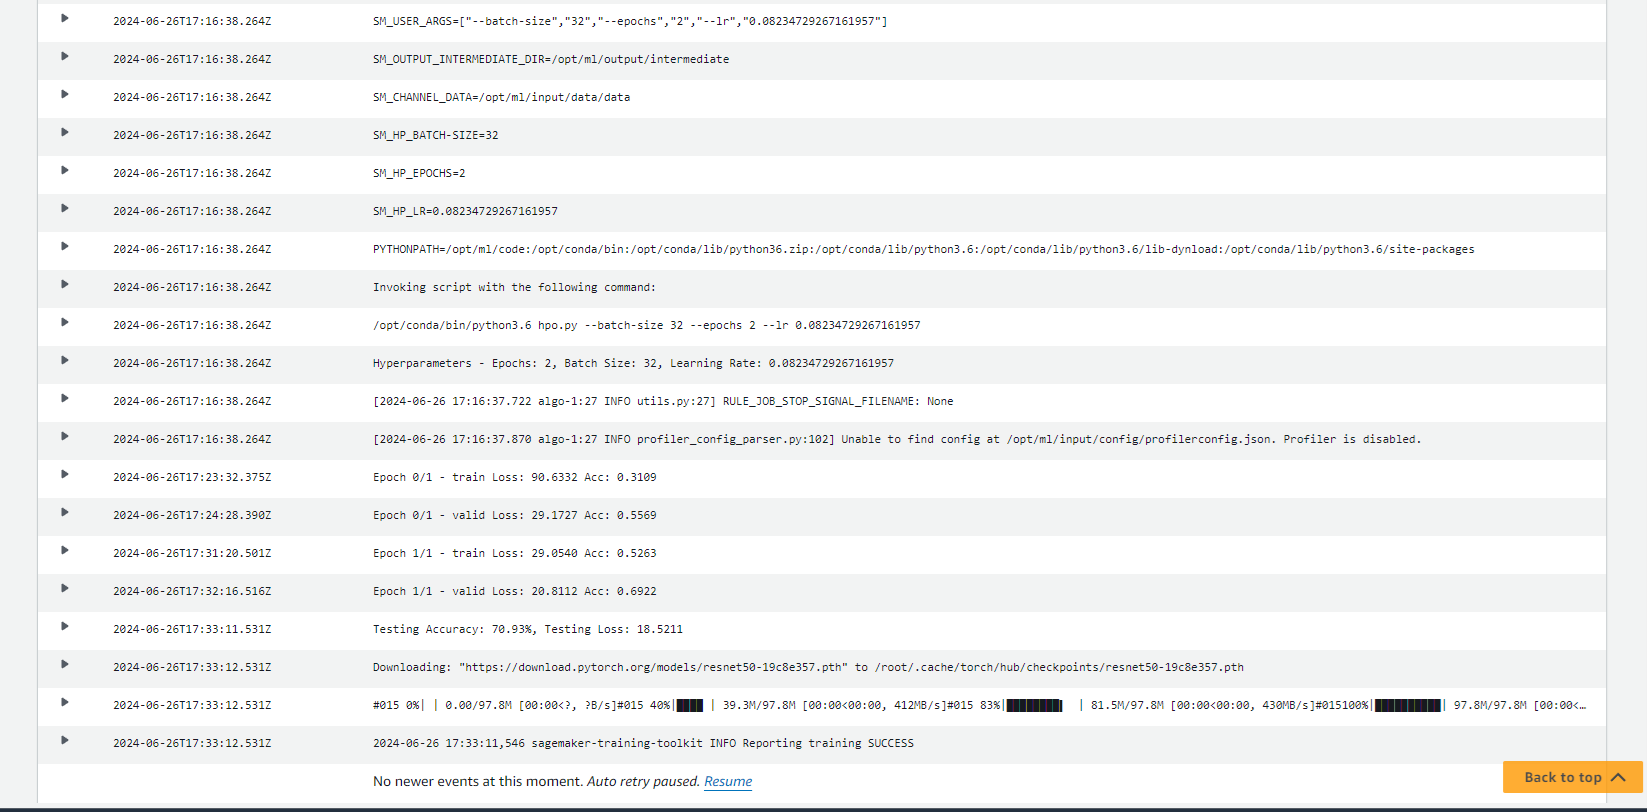 2024-06-26T17:16:38.264Z SM_USER_ARGS=["--batch-size","32","--epochs","2","--lr","0.08234729267161957"]
2024-06-26T17:16:38.264Z SM_OUTPUT_INTERMEDIATE_DIR=/opt/ml/output/intermediate
2024-06-26T17:16:38.264Z SM_CHANNEL_DATA=/opt/ml/input/data/data
2024-06-26T17:16:38.264Z SM_HP_BATCH-SIZE=32
2024-06-26T17:16:38.264Z SM_HP_EPOCHS=2
2024-06-26T17:16:38.264Z SM_HP_LR=0.08234729267161957
2024-06-26T17:16:38.264Z PYTHONPATH=/opt/ml/code:/opt/conda/bin:/opt/conda/lib/python36.zip:/opt/conda/lib/python3.6:/opt/conda/lib/python3.6/lib-dynload:/opt/conda/lib/python3.6/site-packages
2024-06-26T17:16:38.264Z Invoking script with the following command:
2024-06-26T17:16:38.264Z /opt/conda/bin/python3.6 hpo.py --batch-size 32 --epochs 2 --lr 0.08234729267161957
2024-06-26T17:16:38.264Z Hyperparameters - Epochs: 2, Batch Size: 32, Learning Rate: 0.08234729267161957
2024-06-26T17:16:38.264Z [2024-06-26 17:16:37.722 algo-1:27 INFO utils.py:27] RULE_JOB_STOP_SIGNAL_FILENAME: None
2024-06-26T17:16:38.264Z [2024-06-26 17:16:37.870 algo-1:27 INFO profiler_config_parser.py:102] Unable to find config at /opt/ml/input/config/profilerconfig.json. Profiler is disabled.
2024-06-26T17:23:32.375Z Epoch 0/1 - train Loss: 90.6332 Acc: 0.3109
2024-06-26T17:24:28.390Z Epoch 0/1 - valid Loss: 29.1727 Acc: 0.5569
2024-06-26T17:31:20.501Z Epoch 1/1 - train Loss: 29.0540 Acc: 0.5263
2024-06-26T17:32:16.516Z Epoch 1/1 - valid Loss: 20.8112 Acc: 0.6922
2024-06-26T17:33:11.531Z Testing Accuracy: 70.93%, Testing Loss: 18.5211
2024-06-26T17:33:12.531Z Downloading: "https://download.pytorch.org/models/resnet50-19c8e357.pth" to /root/.cache/torch/hub/checkpoints/resnet50-19c8e357.pth
2024-06-26T17:33:12.531Z #015 0%| | 0.00/97.8M [00:00<?, ?B/s]#015 40%|████ | 39.3M/97.8M [00:00<00:00, 412MB/s]#015 83%|████████▎ | 81.5M/97.8M [00:00<00:00, 430MB/s]#015100%|██████████| 97.8M/97.8M [00:00<…
2024-06-26T17:33:12.531Z 2024-06-26 17:33:11,546 sagemaker-training-toolkit INFO Reporting training SUCCESS
No newer events at this moment. Auto retry paused. Resume
Back to top